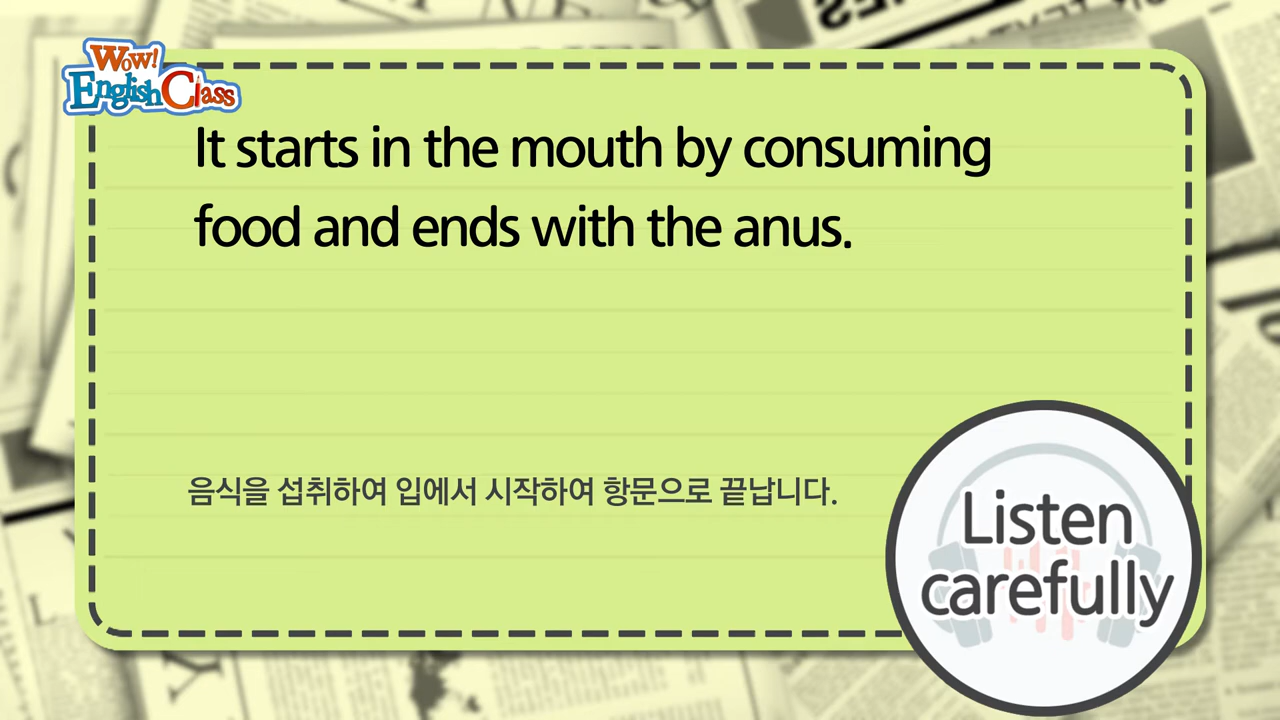 Wow!
English Class
It starts in the mouth by consuming
food and ends with the anus.
음식을 섭취하여 입에서 시작하여 항문으로 끝납니다.
Listen
carefully